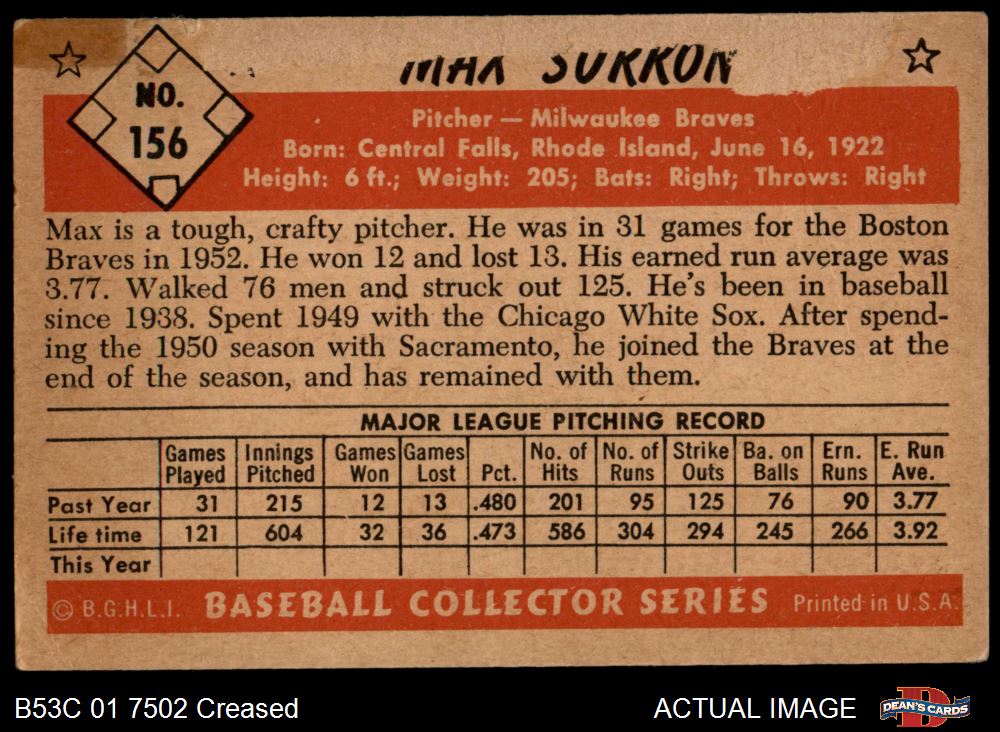 MAX SURKON
NO.
156
Pitcher — Milwaukee Braves
Born: Central Falls, Rhode Island, June 16, 1922
Height: 6 ft.; Weight: 205; Bats: Right; Throws: Right
Max is a tough, crafty pitcher. He was in 31 games for the Boston
Braves in 1952. He won 12 and lost 13. His earned run average was
3.77. Walked 76 men and struck out 125. He's been in baseball
since 1938. Spent 1949 with the Chicago White Sox. After spend-
ing the 1950 season with Sacramento, he joined the Braves at the
end of the season, and has remained with them.
MAJOR LEAGUE PITCHING RECORD
Games Innings Games Games No. of No. of Strike Ba. on Ern. E. Run
Played Pitched Won Lost Pct. Hits Runs Outs Balls Runs Ave.
Past Year 31 215 12 13 .480 201 95 125 76 90 3.77
Life time 121 604 32 36 .473 586 304 294 245 266 3.92
This Year
© B.G.H.L.I. BASEBALL COLLECTOR SERIES Printed in U.S.A.
B53C 01 7502 Creased ACTUAL IMAGE D DEAN'S CARDS